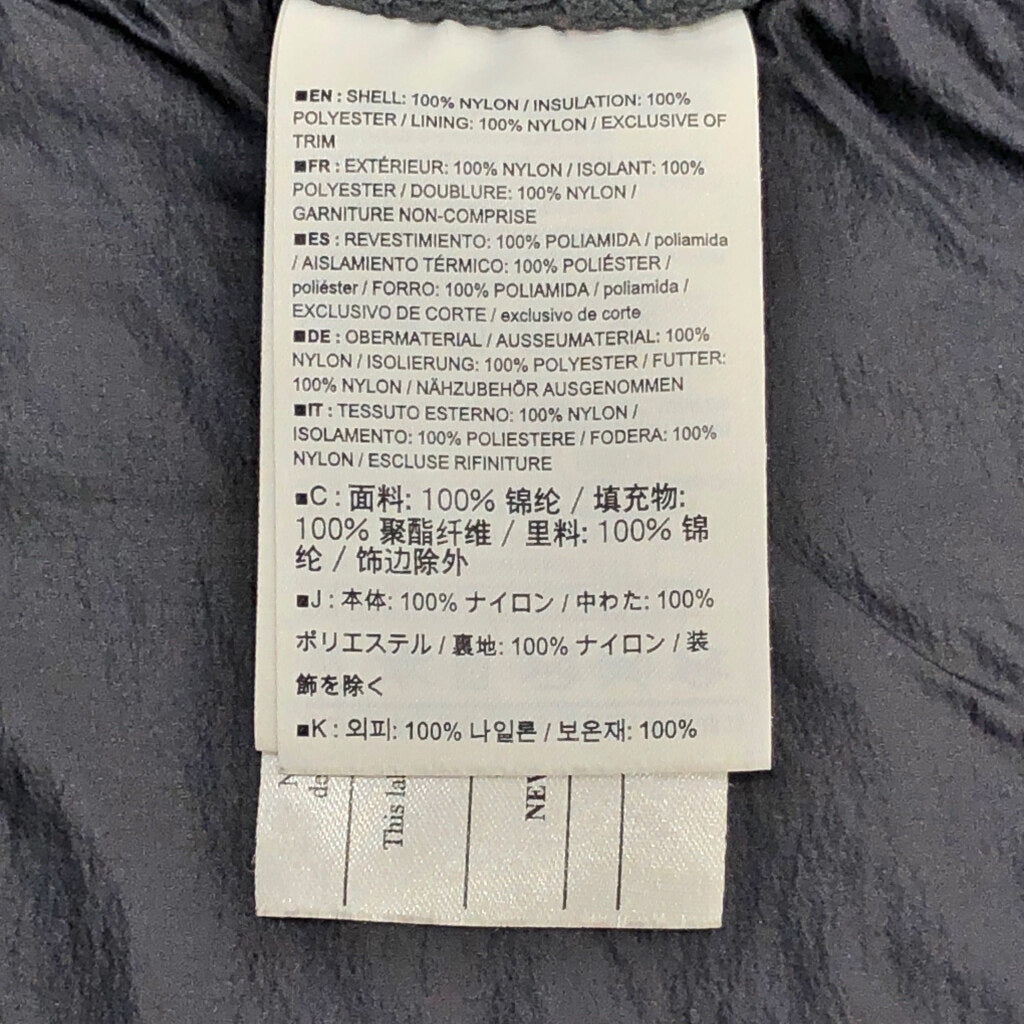 ■EN : SHELL: 100% NYLON / INSULATION: 100%
POLYESTER / LINING: 100% NYLON / EXCLUSIVE OF
TRIM
■FR : EXTÉRIEUR: 100% NYLON / ISOLANT: 100%
POLYESTER / DOUBLURE: 100% NYLON /
GARNITURE NON-COMPRISE
■ES : REVESTIMIENTO: 100% POLIAMIDA / poliamida
/ AISLAMIENTO TÉRMICO: 100% POLIÉSTER /
poliéster / FORRO: 100% POLIAMIDA / poliamida /
EXCLUSIVO DE CORTE / exclusivo de corte
■DE : OBERMATERIAL / AUSSEUMATERIAL: 100%
NYLON / ISOLIERUNG: 100% POLYESTER / FUTTER:
100% NYLON / NÄHZUBEHÖR AUSGENOMMEN
■IT : TESSUTO ESTERNO: 100% NYLON /
ISOLAMENTO: 100% POLIESTERE / FODERA: 100%
NYLON / ESCLUSE RIFINITURE
■C : 面料: 100% 锦纶 / 填充物:
100% 聚酯纤维 / 里料: 100% 锦
纶 / 饰边除外
■J : 本体: 100% ナイロン / 中わた: 100%
ポリエステル / 裏地: 100% ナイロン / 装
飾を除く
■K : 외피: 100% 나일론 / 보온재: 100%
This